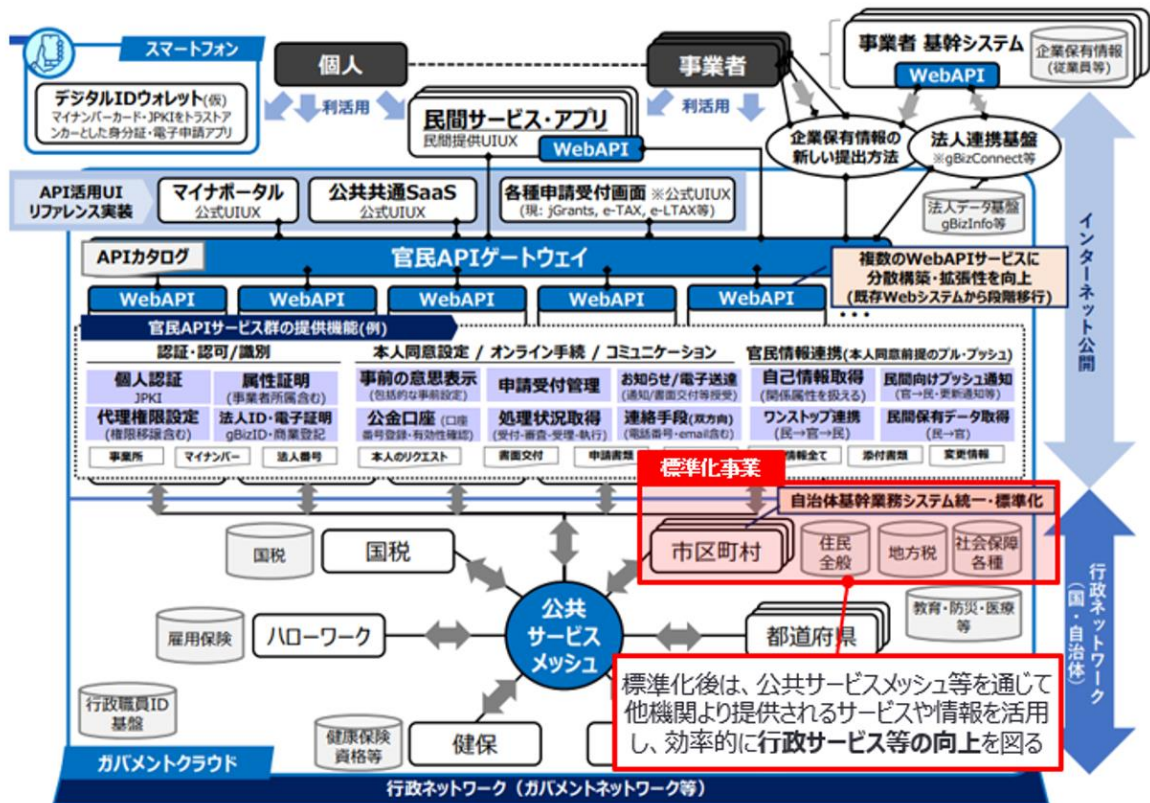 スマートフォン
デジタルIDウォレット(仮)
マイナンバーカード・JPKIをトラストア
ンカーとした身分証・電子申請アプリ
個人
事業者
利活用
利活用
民間サービス・アプリ
民間提供UIUX
WebAPI
事業者 基幹システム
WebAPI
企業保有情報
(従業員等)
企業保有情報の
新しい提出方法
法人連携基盤
※gBizConnect等
法人データ基盤
gBizInfo等
インターネット公開
API活用UI
リファレンス実装
マイナポータル
公式UIUX
公共共通SaaS
公式UIUX
各種申請受付画面 ※公式UIUX
(現: jGrants, e-TAX, e-LTAX等)
APIカタログ
官民APIゲートウェイ
複数のWebAPIサービスに
分散構築・拡張性を向上
(既存Webシステムから段階移行)
WebAPI
WebAPI
WebAPI
WebAPI
WebAPI
・・・
官民APIサービス群の提供機能(例)
認証・認可/識別
個人認証
JPKI
属性証明
(事業者所属含む)
代理権限設定
(権限移譲含む)
法人ID・電子証明
gBizID・商業登記
事業所
マイナンバー
法人番号
本人同意設定 / オンライン手続 / コミュニケーション
事前の意思表示
(包括的な事前設定)
申請受付管理
お知らせ/電子送達
(通知/書面交付等授受)
公金口座 (口座
番号登録・有効性確認)
処理状況取得
(受付・審査・受理・執行)
連絡手段(双方向)
(電話番号・email含む)
本人のリクエスト
書面交付
申請書類
官民情報連携(本人同意前提のプル・プッシュ)
自己情報取得
(関係属性を扱える)
民間向けプッシュ通知
(官→民・更新通知等)
ワンストップ連携
(民→官→民)
民間保有データ取得
(民→官)
情報全て
添付書類
変更情報
標準化事業
自治体基幹業務システム統一・標準化
市区町村
住民
全般
地方税
社会保障
各種
国税
国税
雇用保険
ハローワーク
公共
サービス
メッシュ
都道府県
教育・防災・医療
等
行政ネットワーク
(国・自治体)
行政職員ID
基盤
健康保険
資格等
健保
標準化後は、公共サービスメッシュ等を通じて
他機関より提供されるサービスや情報を活用
し、効率的に行政サービス等の向上を図る
ガバメントクラウド
行政ネットワーク（ガバメントネットワーク等）